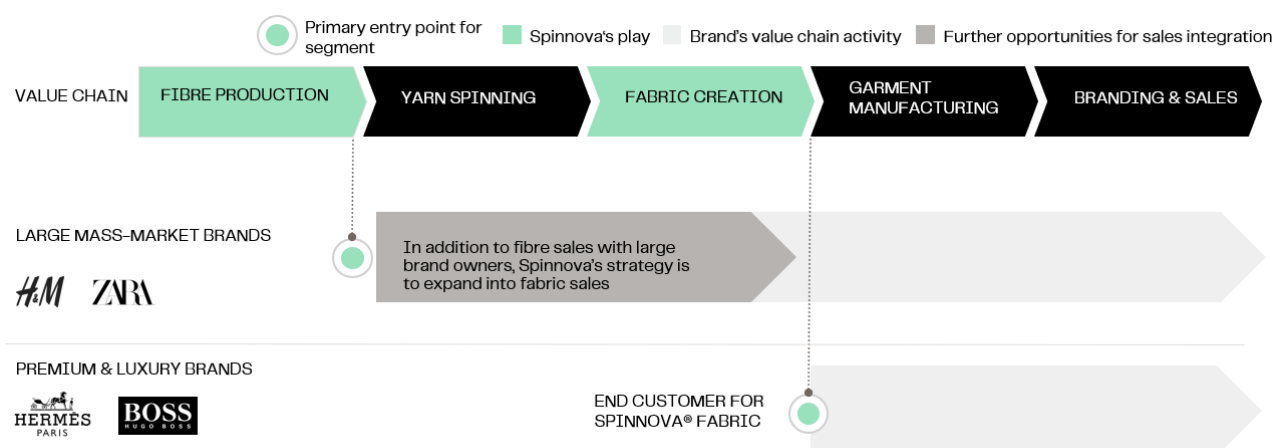 Primary entry point for
segment
Spinnova's play
Brand's value chain activity
Further opportunities for sales integration
VALUE CHAIN
FIBRE PRODUCTION
YARN SPINNING
FABRIC CREATION
GARMENT
MANUFACTURING
BRANDING & SALES
LARGE MASS-MARKET BRANDS
H&M
ZARA
In addition to fibre sales with large
brand owners, Spinnova's strategy is
to expand into fabric sales
PREMIUM & LUXURY BRANDS
HERMÈS
PARIS
BOSS
HUGO BOSS
END CUSTOMER FOR
SPINNOVA® FABRIC